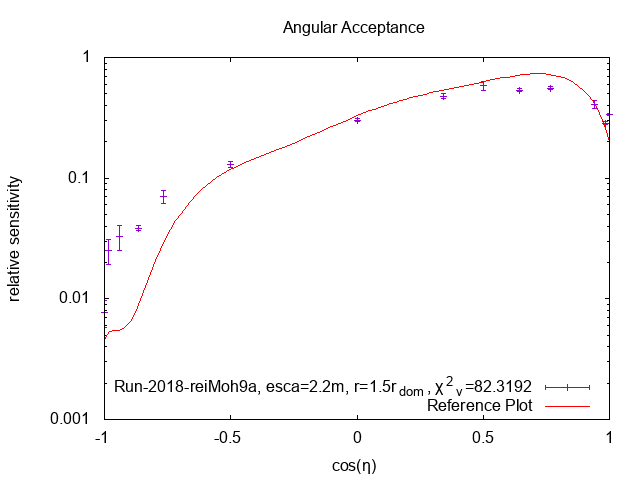 Angular Acceptance
relative sensitivity
1
0.1
0.01
0.001
Run-2018-reiMoh9a, esca=2.2m, r=1.5r_dom, χ²_ν=82.3192
Reference Plot
-1 -0.5 0 0.5 1
cos(η)